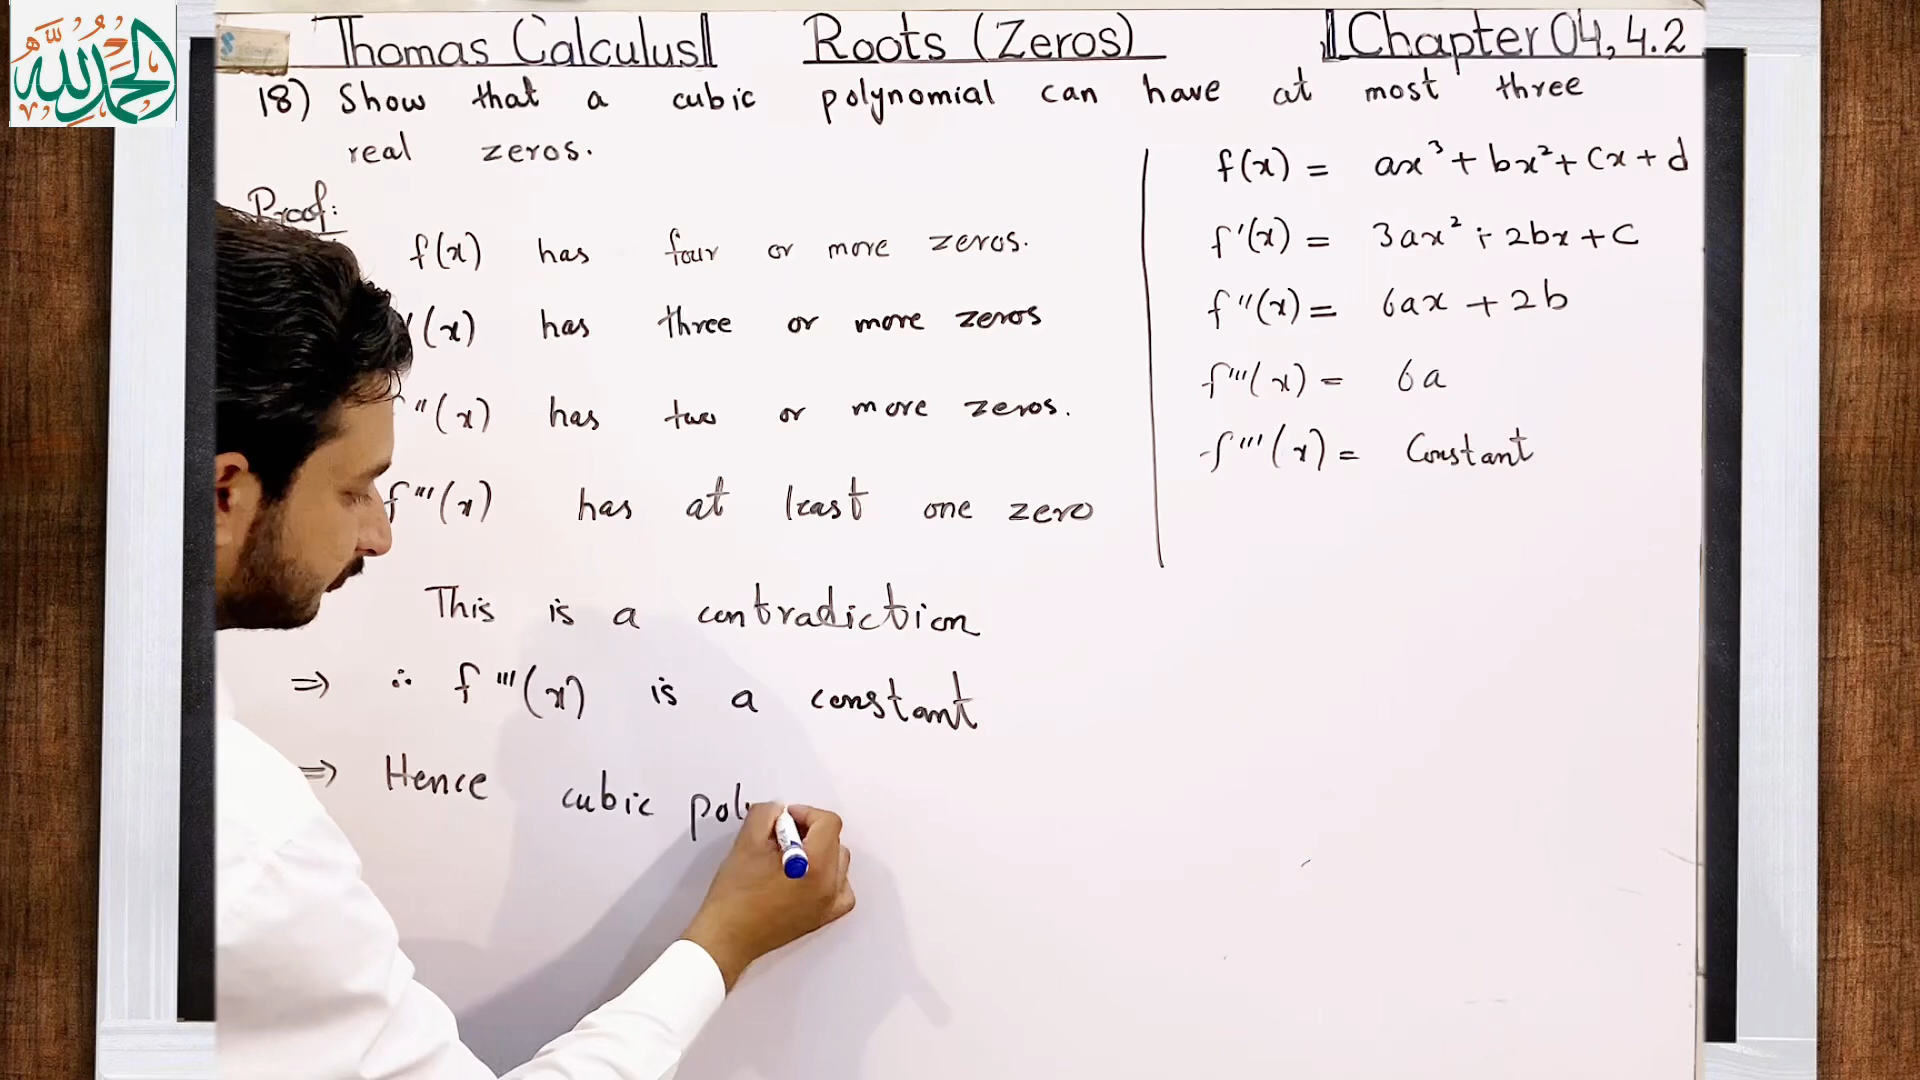 الحمد لله
Thomas Calculus Roots (Zeros) Chapter 04, 4.2
18) Show that a cubic polynomial can have at most three
real zeros.
Proof:
f(x) has four or more zeros.
'(x) has three or more zeros
"(x) has two or more zeros.
f'''(x) has at least one zero
This is a contradiction
⇒ ∴ f'''(x) is a constant
⇒ Hence cubic pol
f(x) = ax³ + bx² + cx + d
f'(x) = 3ax² + 2bx + c
f''(x) = 6ax + 2b
f'''(x) = 6a
f'''(x) = Constant